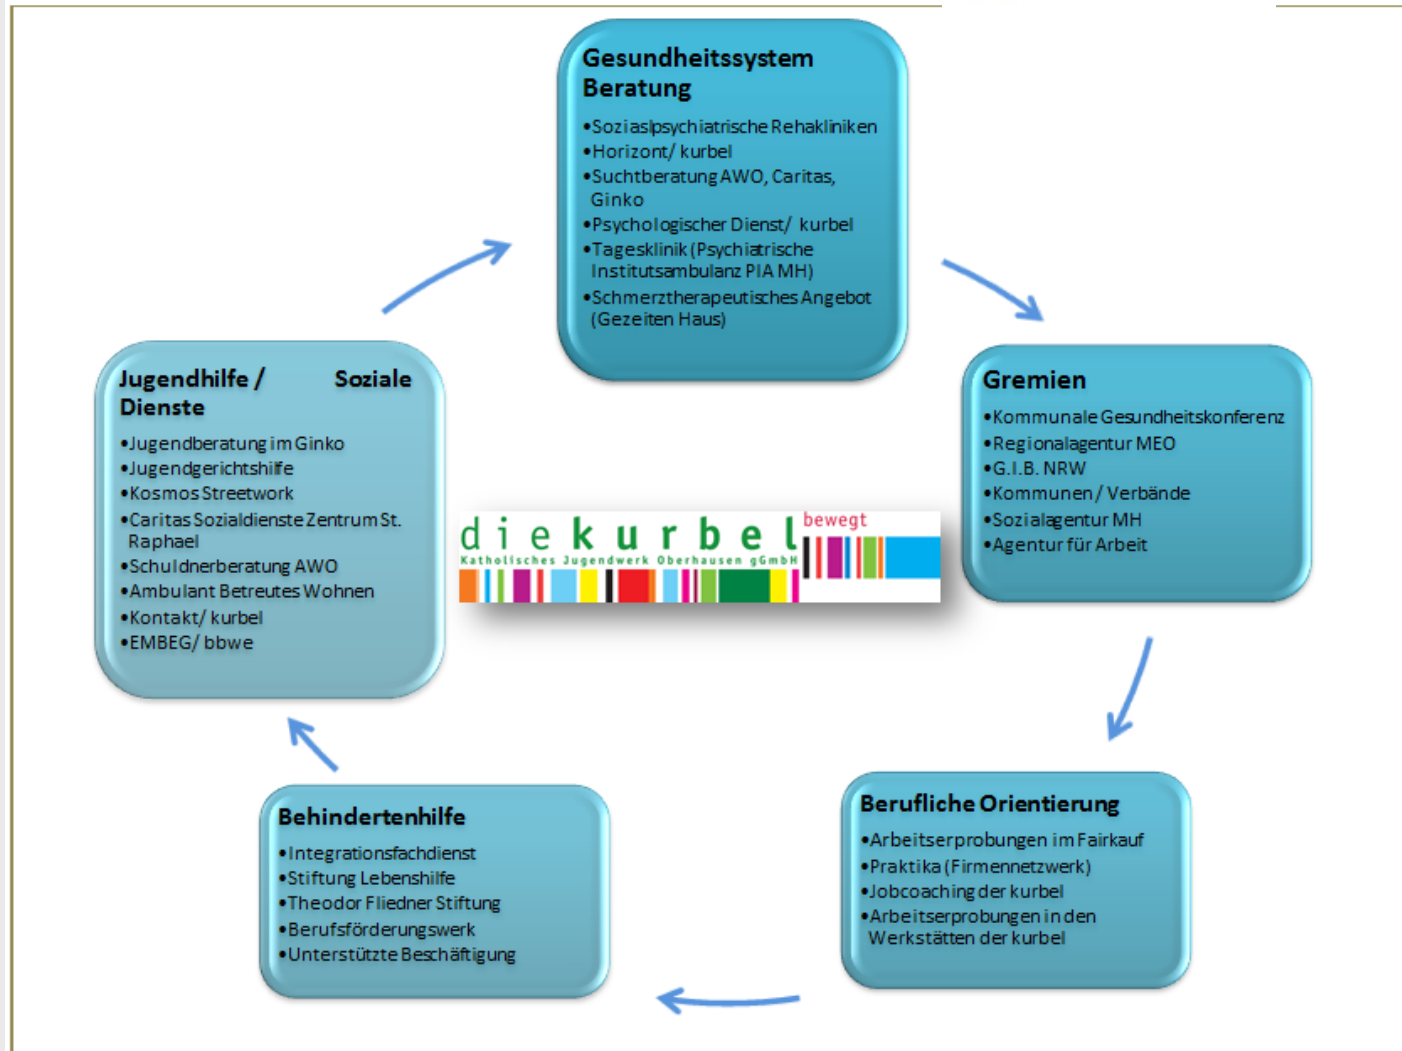 Gesundheitssystem
Beratung
•Soziaslpsychiatrische Rehakliniken
•Horizont/ kurbel
•Suchtberatung AWO, Caritas,
Ginko
•Psychologischer Dienst/ kurbel
•Tagesklinik (Psychiatrische
Institutsambulanz PIA MH)
•Schmerztherapeutisches Angebot
(Gezeiten Haus)
Gremien
•Kommunale Gesundheitskonferenz
•Regionalagentur MEO
•G.I.B. NRW
•Kommunen / Verbände
•Sozialagentur MH
•Agentur für Arbeit
Berufliche Orientierung
•Arbeitserprobungen im Fairkauf
•Praktika (Firmennetzwerk)
•Jobcoaching der kurbel
•Arbeitserprobungen in den
Werkstätten der kurbel
Behindertenhilfe
•Integrationsfachdienst
•Stiftung Lebenshilfe
•Theodor Fliedner Stiftung
•Berufsförderungswerk
•Unterstützte Beschäftigung
Jugendhilfe / Soziale
Dienste
•Jugendberatung im Ginko
•Jugendgerichtshilfe
•Kosmos Streetwork
•Caritas Sozialdienste Zentrum St.
Raphael
•Schuldnerberatung AWO
•Ambulant Betreutes Wohnen
•Kontakt/ kurbel
•EMBEG/ bbwe
die kurbel bewegt
Katholisches Jugendwerk Oberhausen gGmbH